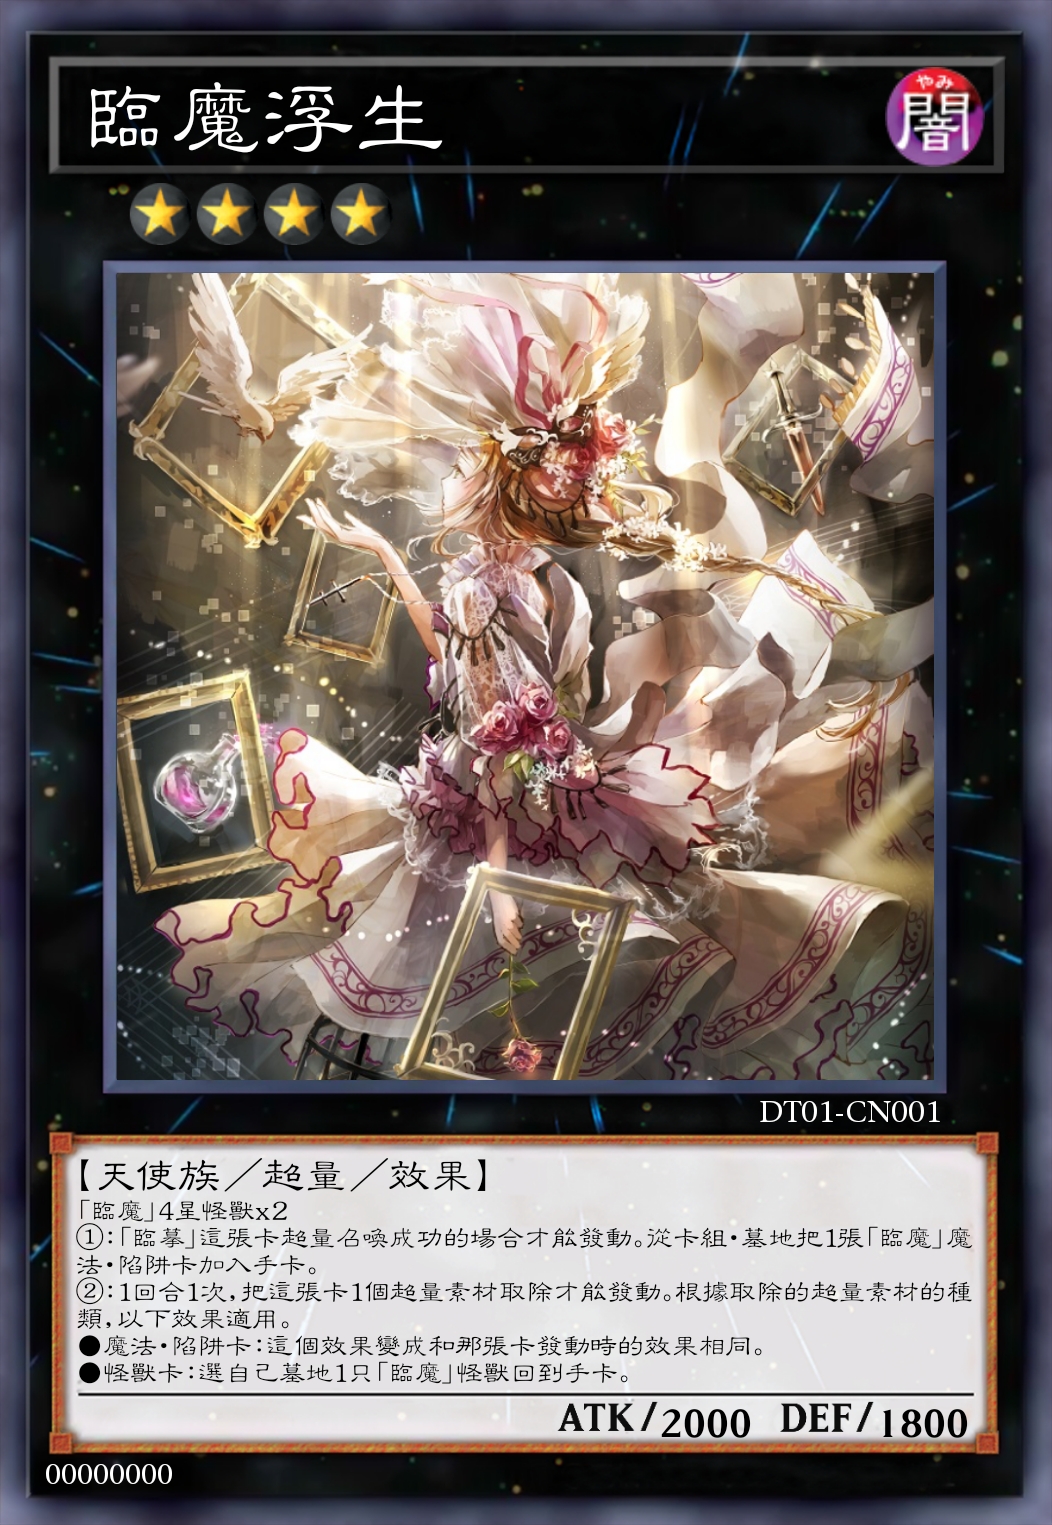 臨魔浮生
やみ
闇
DT01-CN001
【天使族／超量／效果】
「臨魔」4星怪獸x2
①：「臨摹」這張卡超量召喚成功的場合才能發動。從卡組・墓地把1張「臨魔」魔
法・陷阱卡加入手卡。
②：1回合1次，把這張卡1個超量素材取除才能發動。根據取除的超量素材的種
類，以下效果適用。
●魔法・陷阱卡：這個效果變成和那張卡發動時的效果相同。
●怪獸卡：選自己墓地1只「臨魔」怪獸回到手卡。
ATK/2000 DEF/1800
00000000